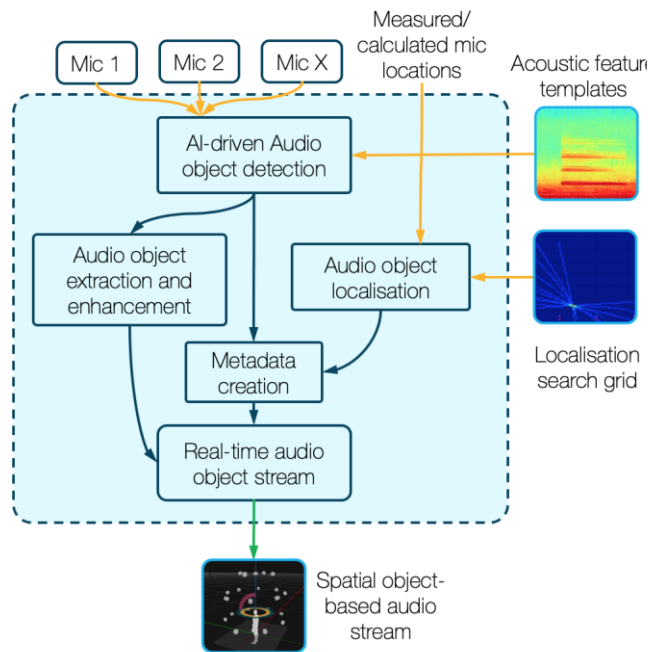 Mic 1
Mic 2
Mic X
Measured/
calculated mic
locations
Acoustic feature
templates
AI-driven Audio
object detection
Audio object
extraction and
enhancement
Audio object
localisation
Localisation
search grid
Metadata
creation
Real-time audio
object stream
Spatial object-
based audio
stream